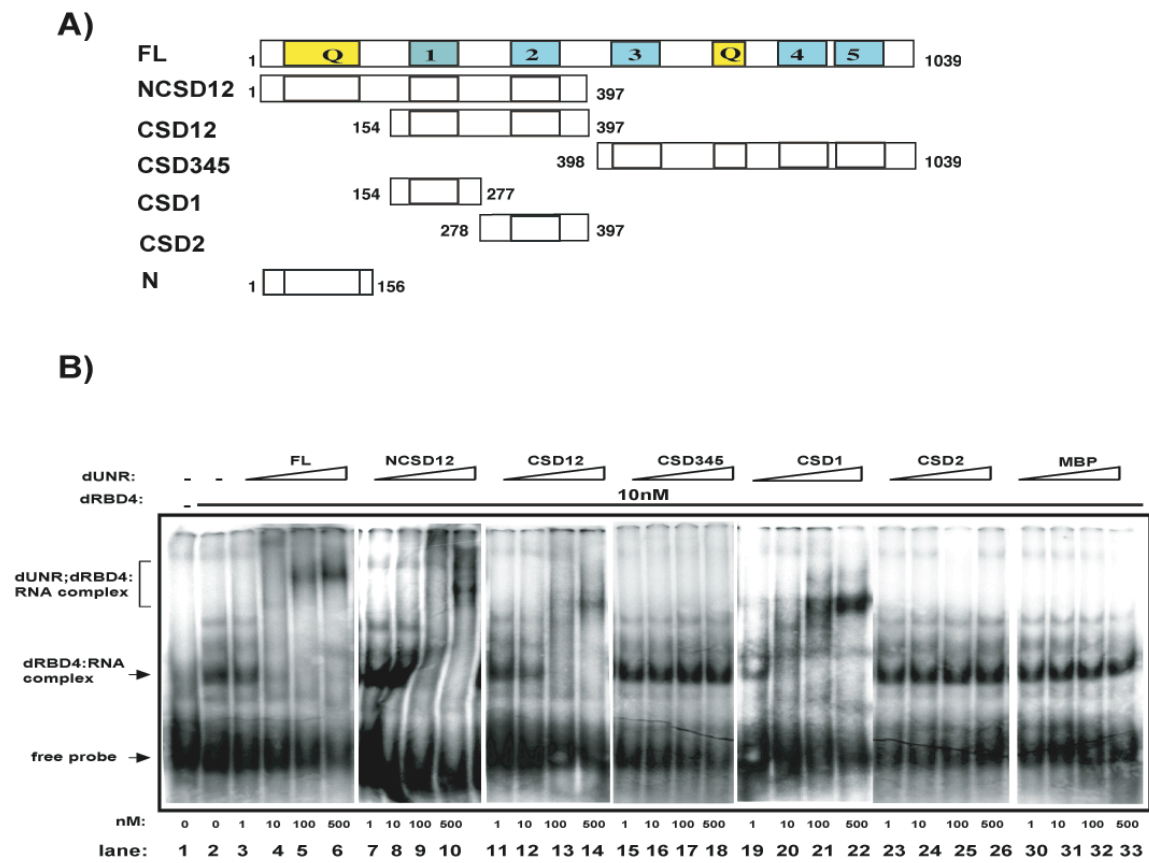 A)
FL 1 Q 1 2 3 Q 4 5 1039
NCSD12 1 397
CSD12 154 397
CSD345 398 1039
CSD1 154 277
CSD2 278 397
N 1 156
B)
dUNR: - - FL NCSD12 CSD12 CSD345 CSD1 CSD2 MBP
dRBD4: - 10nM
dUNR;dRBD4:
RNA complex
dRBD4:RNA
complex
free probe
nM: 0 0 1 10 100 500 1 10 100 500 1 10 100 500 1 10 100 500 1 10 100 500 1 10 100 500 1 10 100 500
lane: 1 2 3 4 5 6 7 8 9 10 11 12 13 14 15 16 17 18 19 20 21 22 23 24 25 26 30 31 32 33